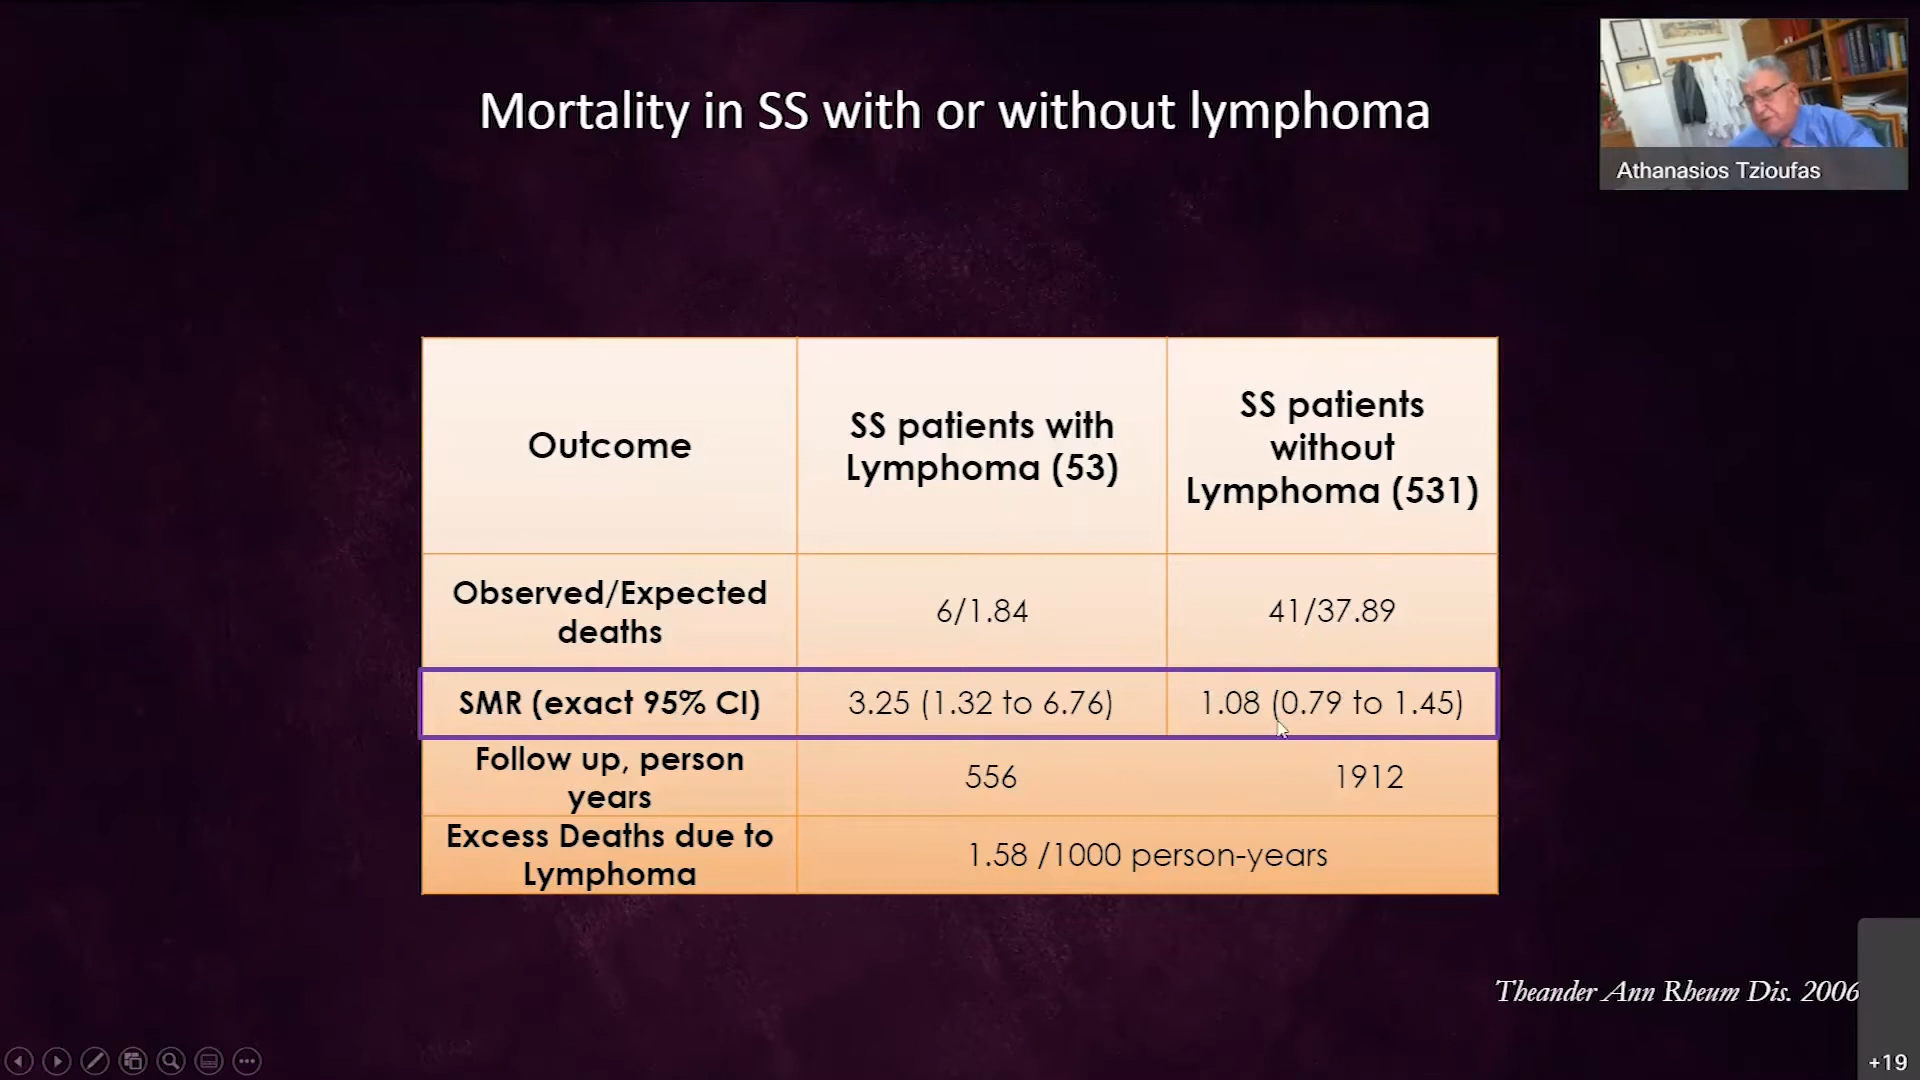 Mortality in SS with or without lymphoma
Athanasios Tzioufas
Outcome
SS patients with
Lymphoma (53)
SS patients
without
Lymphoma (531)
Observed/Expected
deaths
6/1.84
41/37.89
SMR (exact 95% CI)
3.25 (1.32 to 6.76)
1.08 (0.79 to 1.45)
Follow up, person
years
556
1912
Excess Deaths due to
Lymphoma
1.58 /1000 person-years
Theander Ann Rheum Dis. 2006
+19